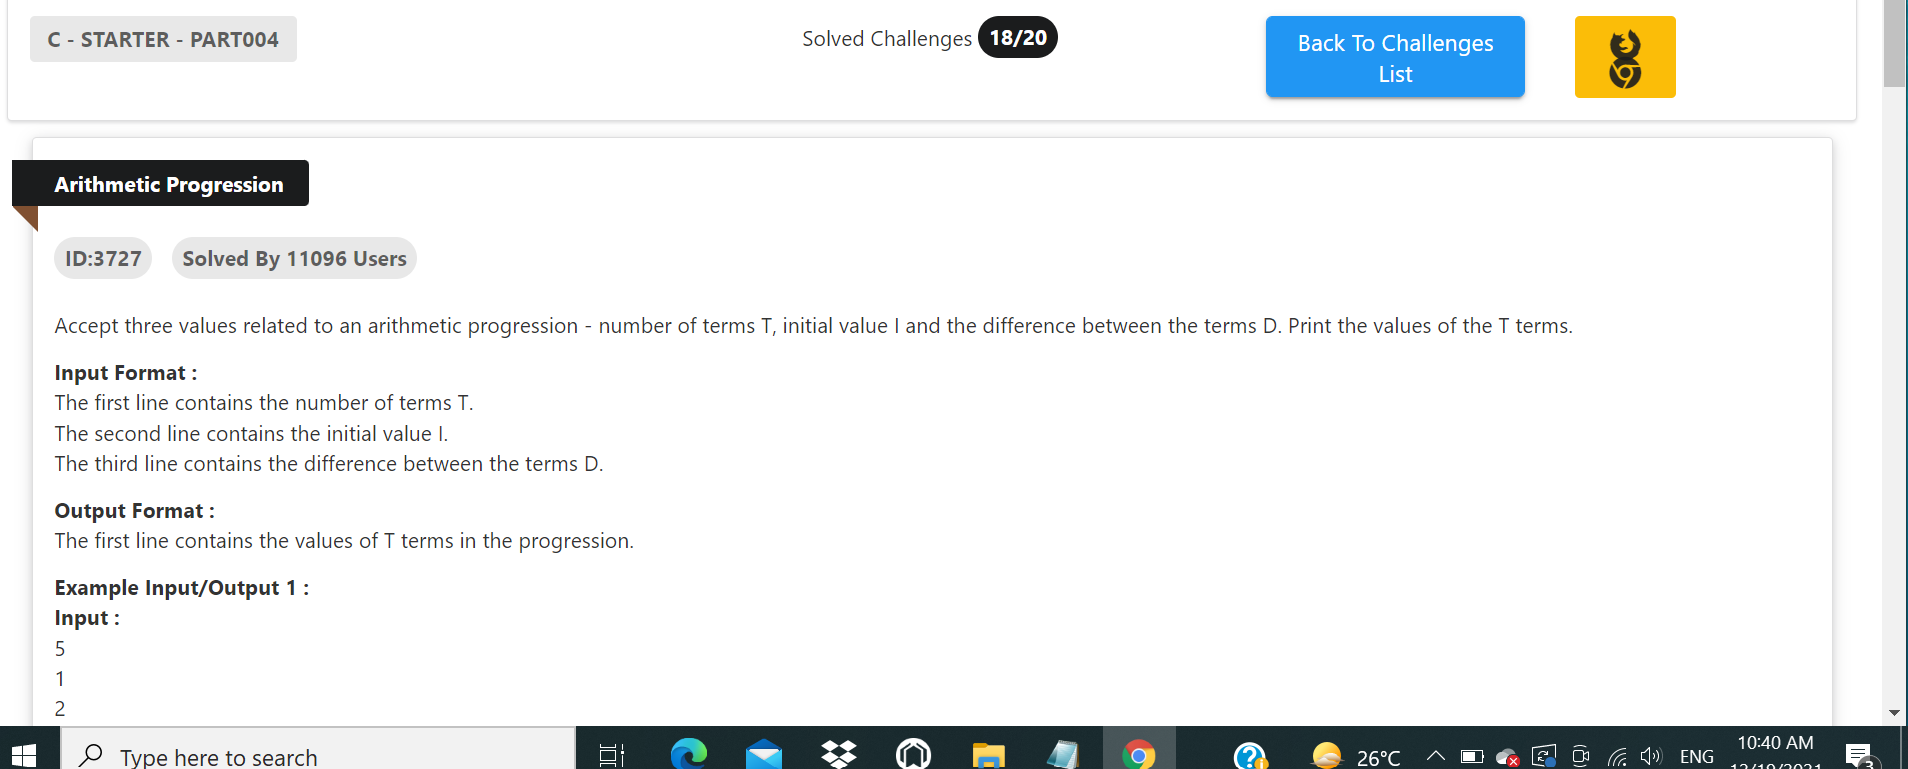 C - STARTER - PART004
Solved Challenges 18/20
Back To Challenges
List
Arithmetic Progression
ID:3727 Solved By 11096 Users
Accept three values related to an arithmetic progression - number of terms T, initial value I and the difference between the terms D. Print the values of the T terms.
Input Format :
The first line contains the number of terms T.
The second line contains the initial value I.
The third line contains the difference between the terms D.
Output Format :
The first line contains the values of T terms in the progression.
Example Input/Output 1 :
Input :
5
1
2
Type here to search
26°C
ENG
10:40 AM
12/19/2021
3